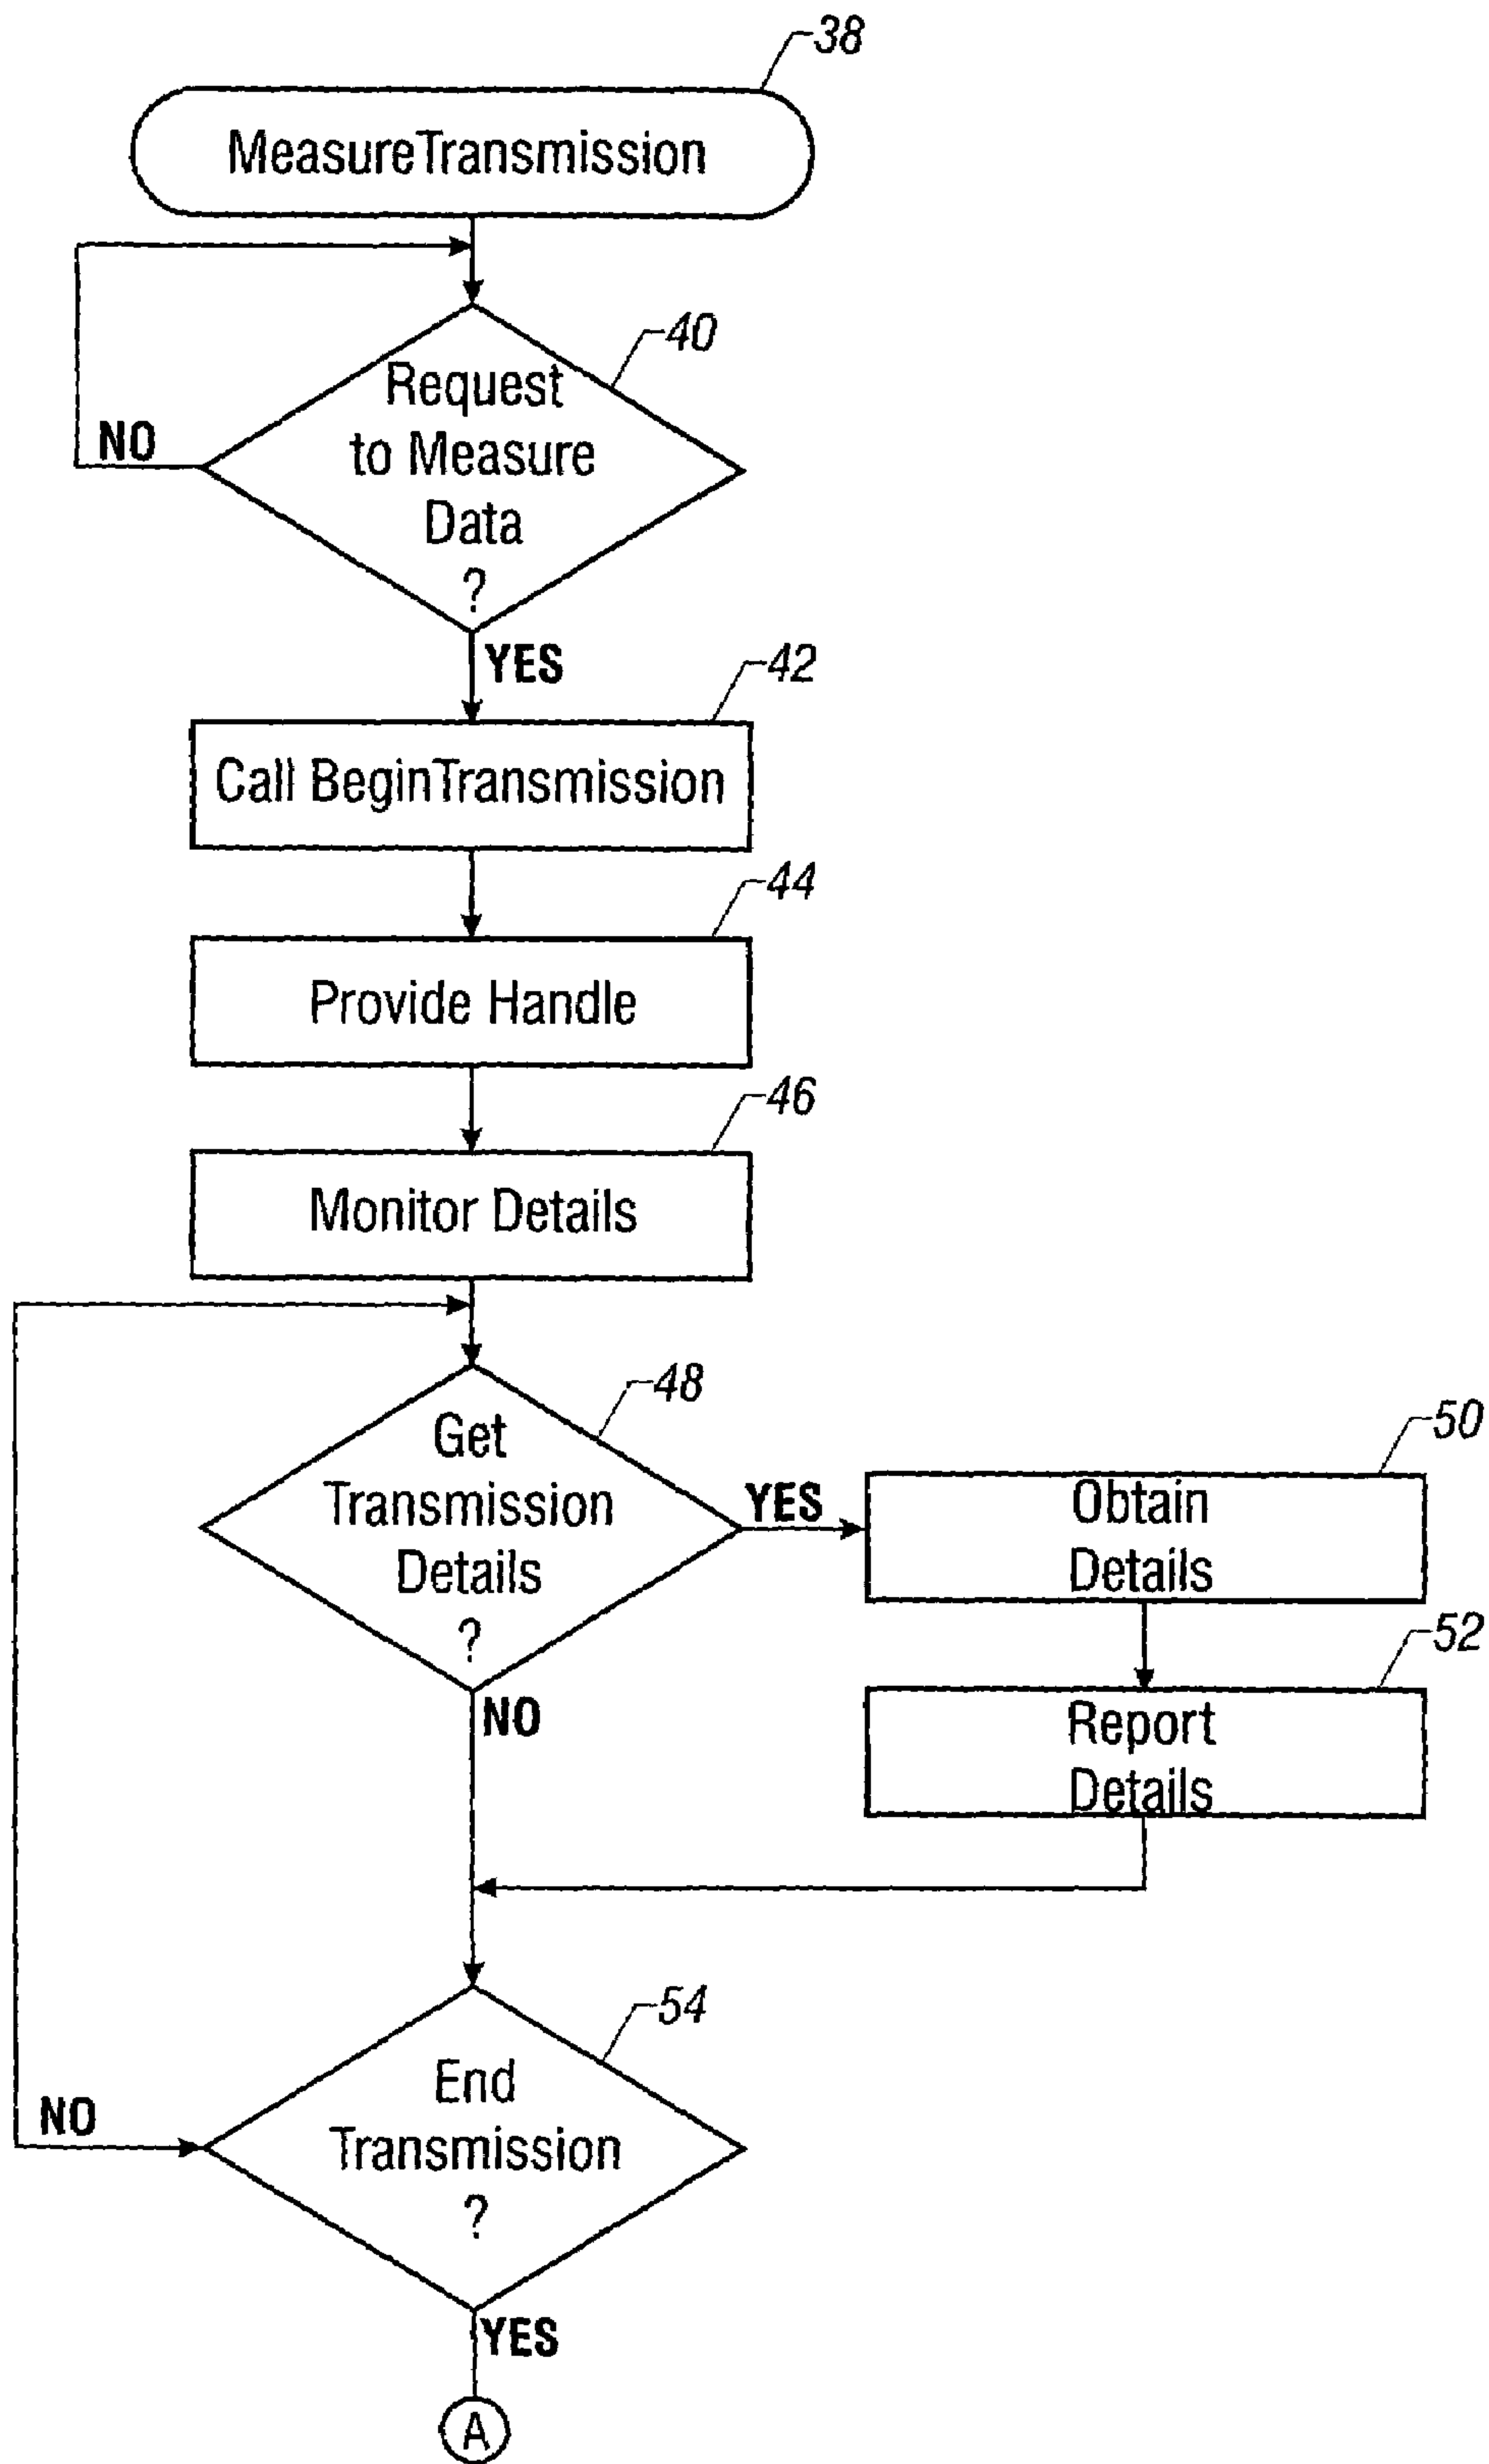 38
MeasureTransmission
40
Request
to Measure
Data
?
NO
YES
42
Call BeginTransmission
44
Provide Handle
46
Monitor Details
48
Get
Transmission
Details
?
YES
50
Obtain
Details
NO
52
Report
Details
54
End
Transmission
?
NO
YES
A